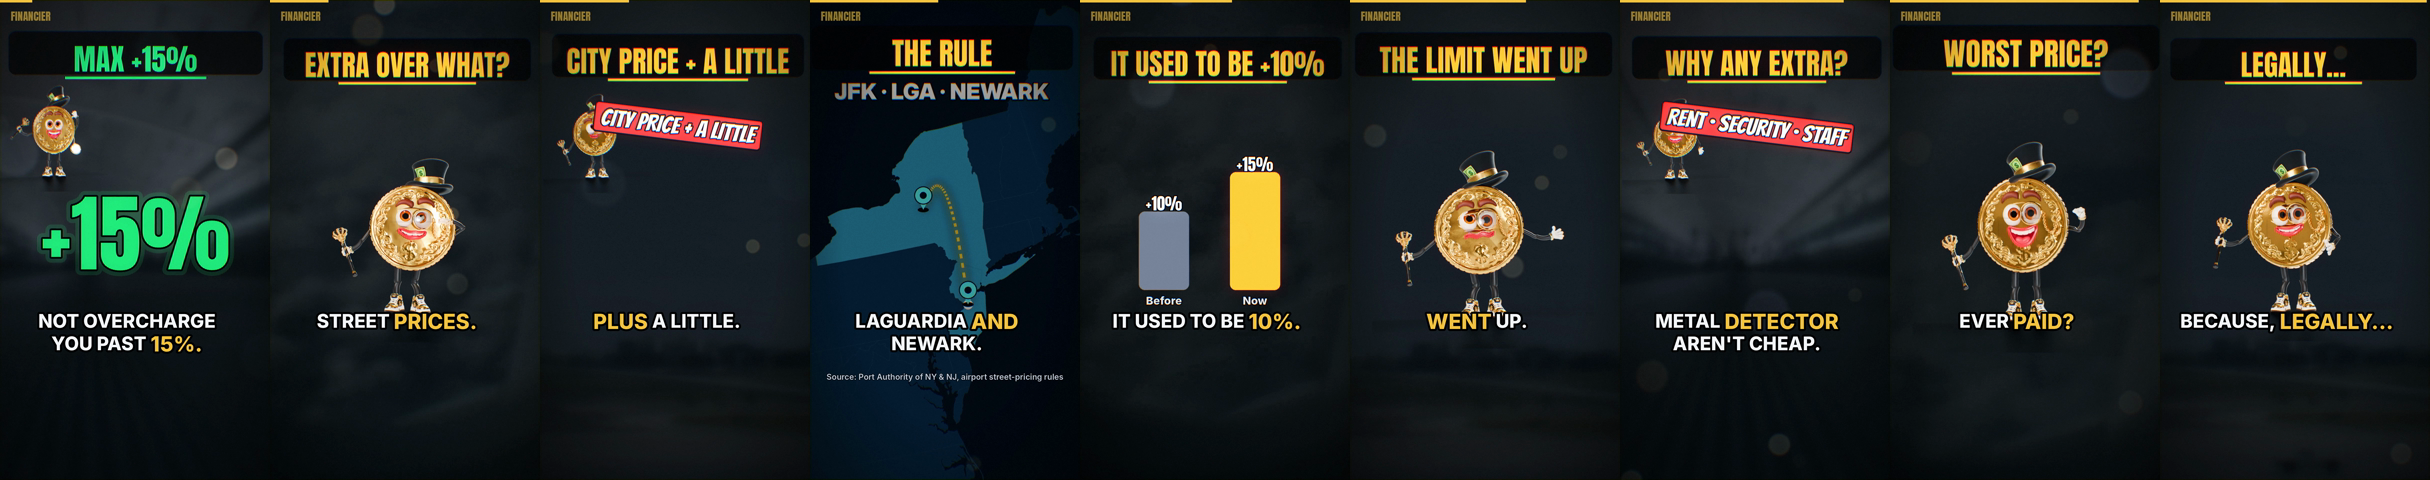 FINANCIER
MAX +15%
+15%
NOT OVERCHARGE
YOU PAST 15%.
FINANCIER
EXTRA OVER WHAT?
STREET PRICES.
FINANCIER
CITY PRICE + A LITTLE
CITY PRICE + A LITTLE
PLUS A LITTLE.
FINANCIER
THE RULE
JFK · LGA · NEWARK
LAGUARDIA AND
NEWARK.
Source: Port Authority of NY & NJ, airport street-pricing rules
FINANCIER
IT USED TO BE +10%
+10%
+15%
Before
Now
IT USED TO BE 10%.
FINANCIER
THE LIMIT WENT UP
WENT UP.
FINANCIER
WHY ANY EXTRA?
RENT · SECURITY · STAFF
METAL DETECTOR
AREN'T CHEAP.
FINANCIER
WORST PRICE?
EVER PAID?
FINANCIER
LEGALLY...
BECAUSE, LEGALLY...